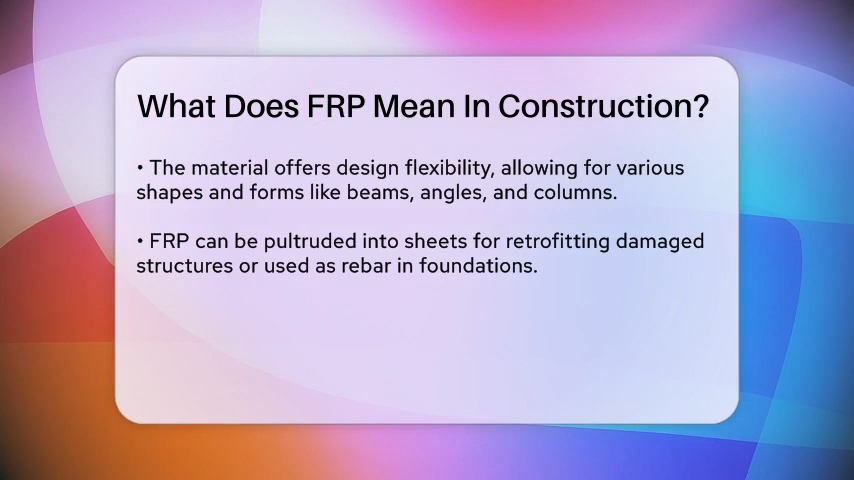 What Does FRP Mean In Construction?
• The material offers design flexibility, allowing for various
shapes and forms like beams, angles, and columns.
• FRP can be pultruded into sheets for retrofitting damaged
structures or used as rebar in foundations.